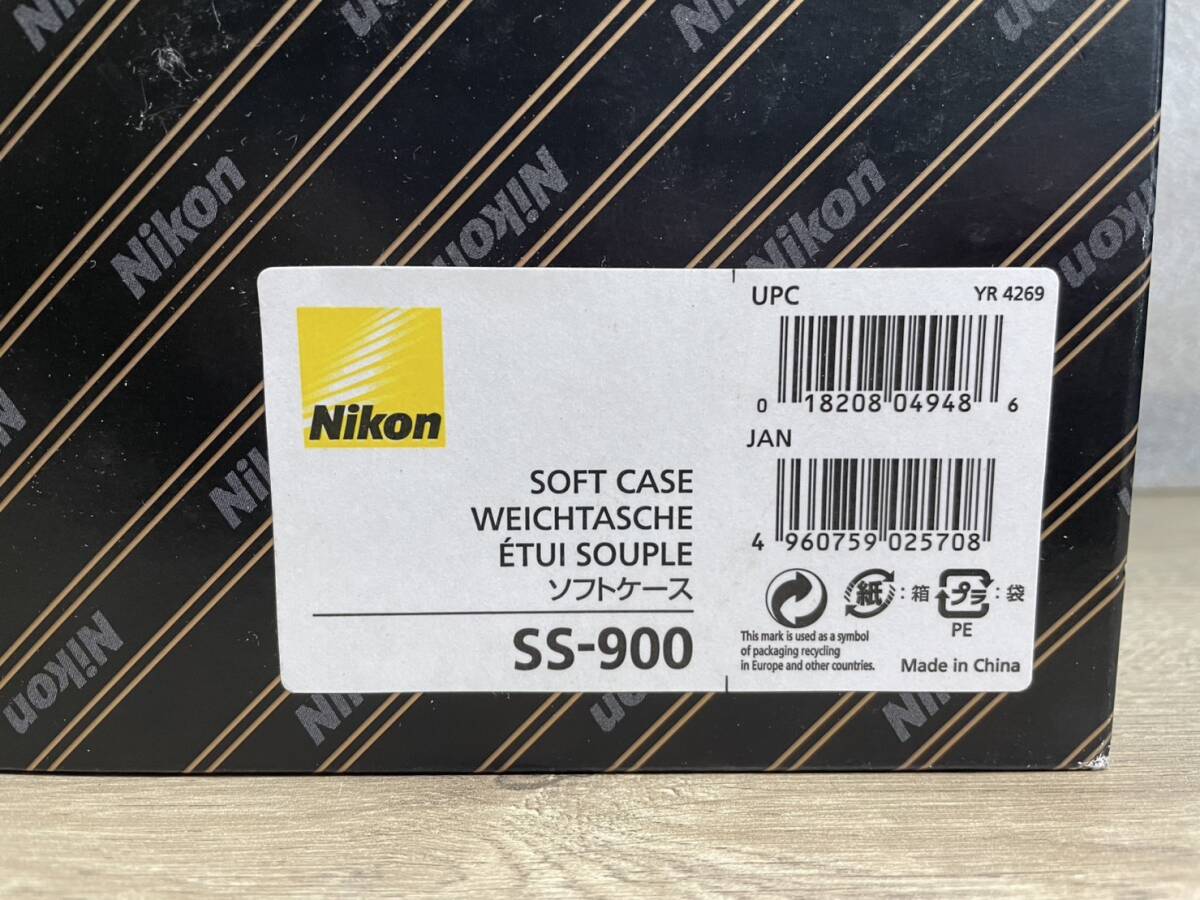 Nikon
Nikon
Nikon
Nikon
Nikon
Nikon
Nikon
SOFT CASE
WEICHTASCHE
ÉTUI SOUPLE
ソフトケース
SS-900
UPC YR 4269
0 18208 04948 6
JAN
4 960759 025708
紙 : 箱 プラ : 袋
PE
This mark is used as a symbol
of packaging recycling
in Europe and other countries.
Made in China